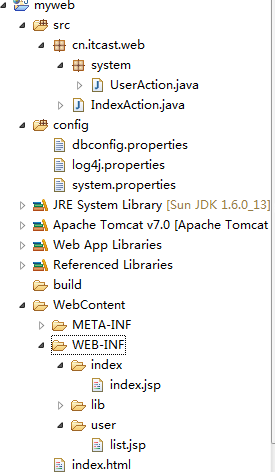 myweb
src
cn.itcast.web
system
UserAction.java
IndexAction.java
config
dbconfig.properties
log4j.properties
system.properties
JRE System Library [Sun JDK 1.6.0_13]
Apache Tomcat v7.0 [Apache Tomcat
Web App Libraries
Referenced Libraries
build
WebContent
META-INF
WEB-INF
index
index.jsp
lib
user
list.jsp
index.html